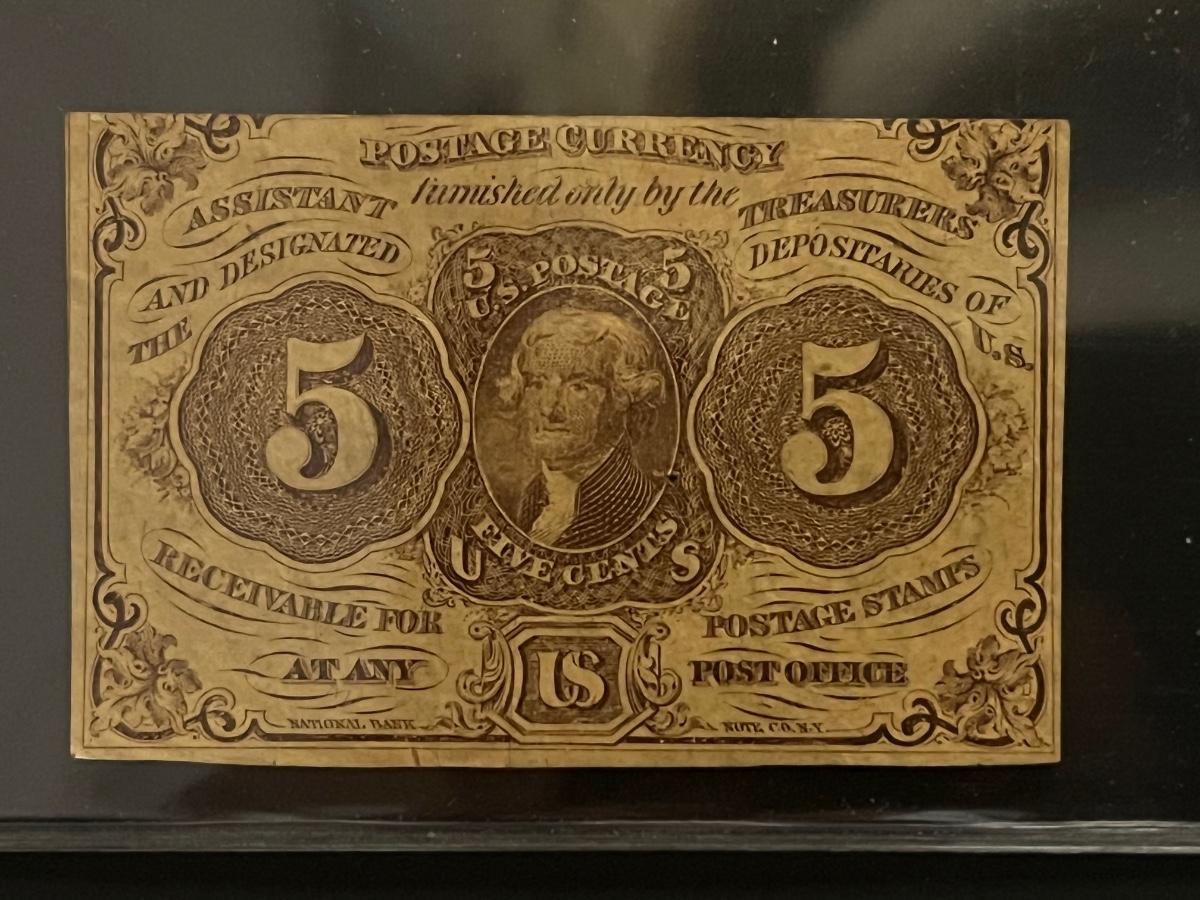 POSTAGE CURRENCY
furnished only by the
ASSISTANT TREASURERS
AND DESIGNATED DEPOSITARIES OF
THE U.S.
5 U.S. POSTAGE 5
5 5
U FIVE CENTS S
RECEIVABLE FOR POSTAGE STAMPS
AT ANY US POST OFFICE
NATIONAL BANK NOTE CO. N.Y.